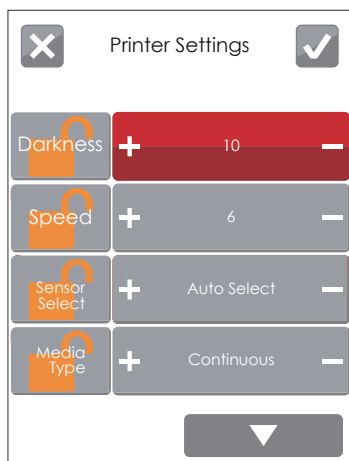 Printer Settings
Darkness
+ 10 −
Speed
+ 6 −
Sensor
Select
+ Auto Select −
Media
Type
+ Continuous −